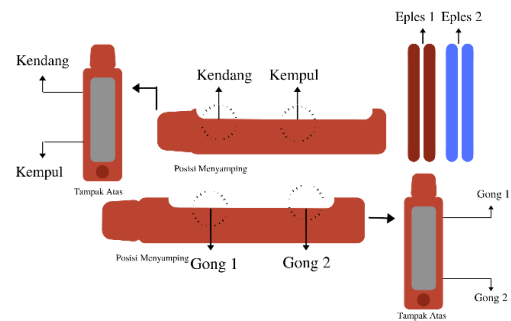 Eples 1
Eples 2
Kendang
Kempul
Tampak Atas
Kendang
Kempul
Posisi Menyamping
Posisi Menyamping
Gong 1
Gong 2
Gong 1
Gong 2
Tampak Atas